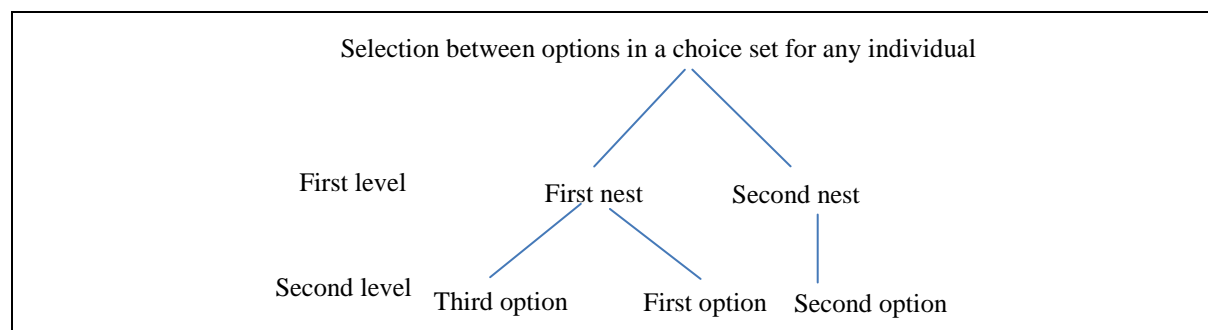 Selection between options in a choice set for any individual
First level First nest Second nest
Second level Third option First option Second option